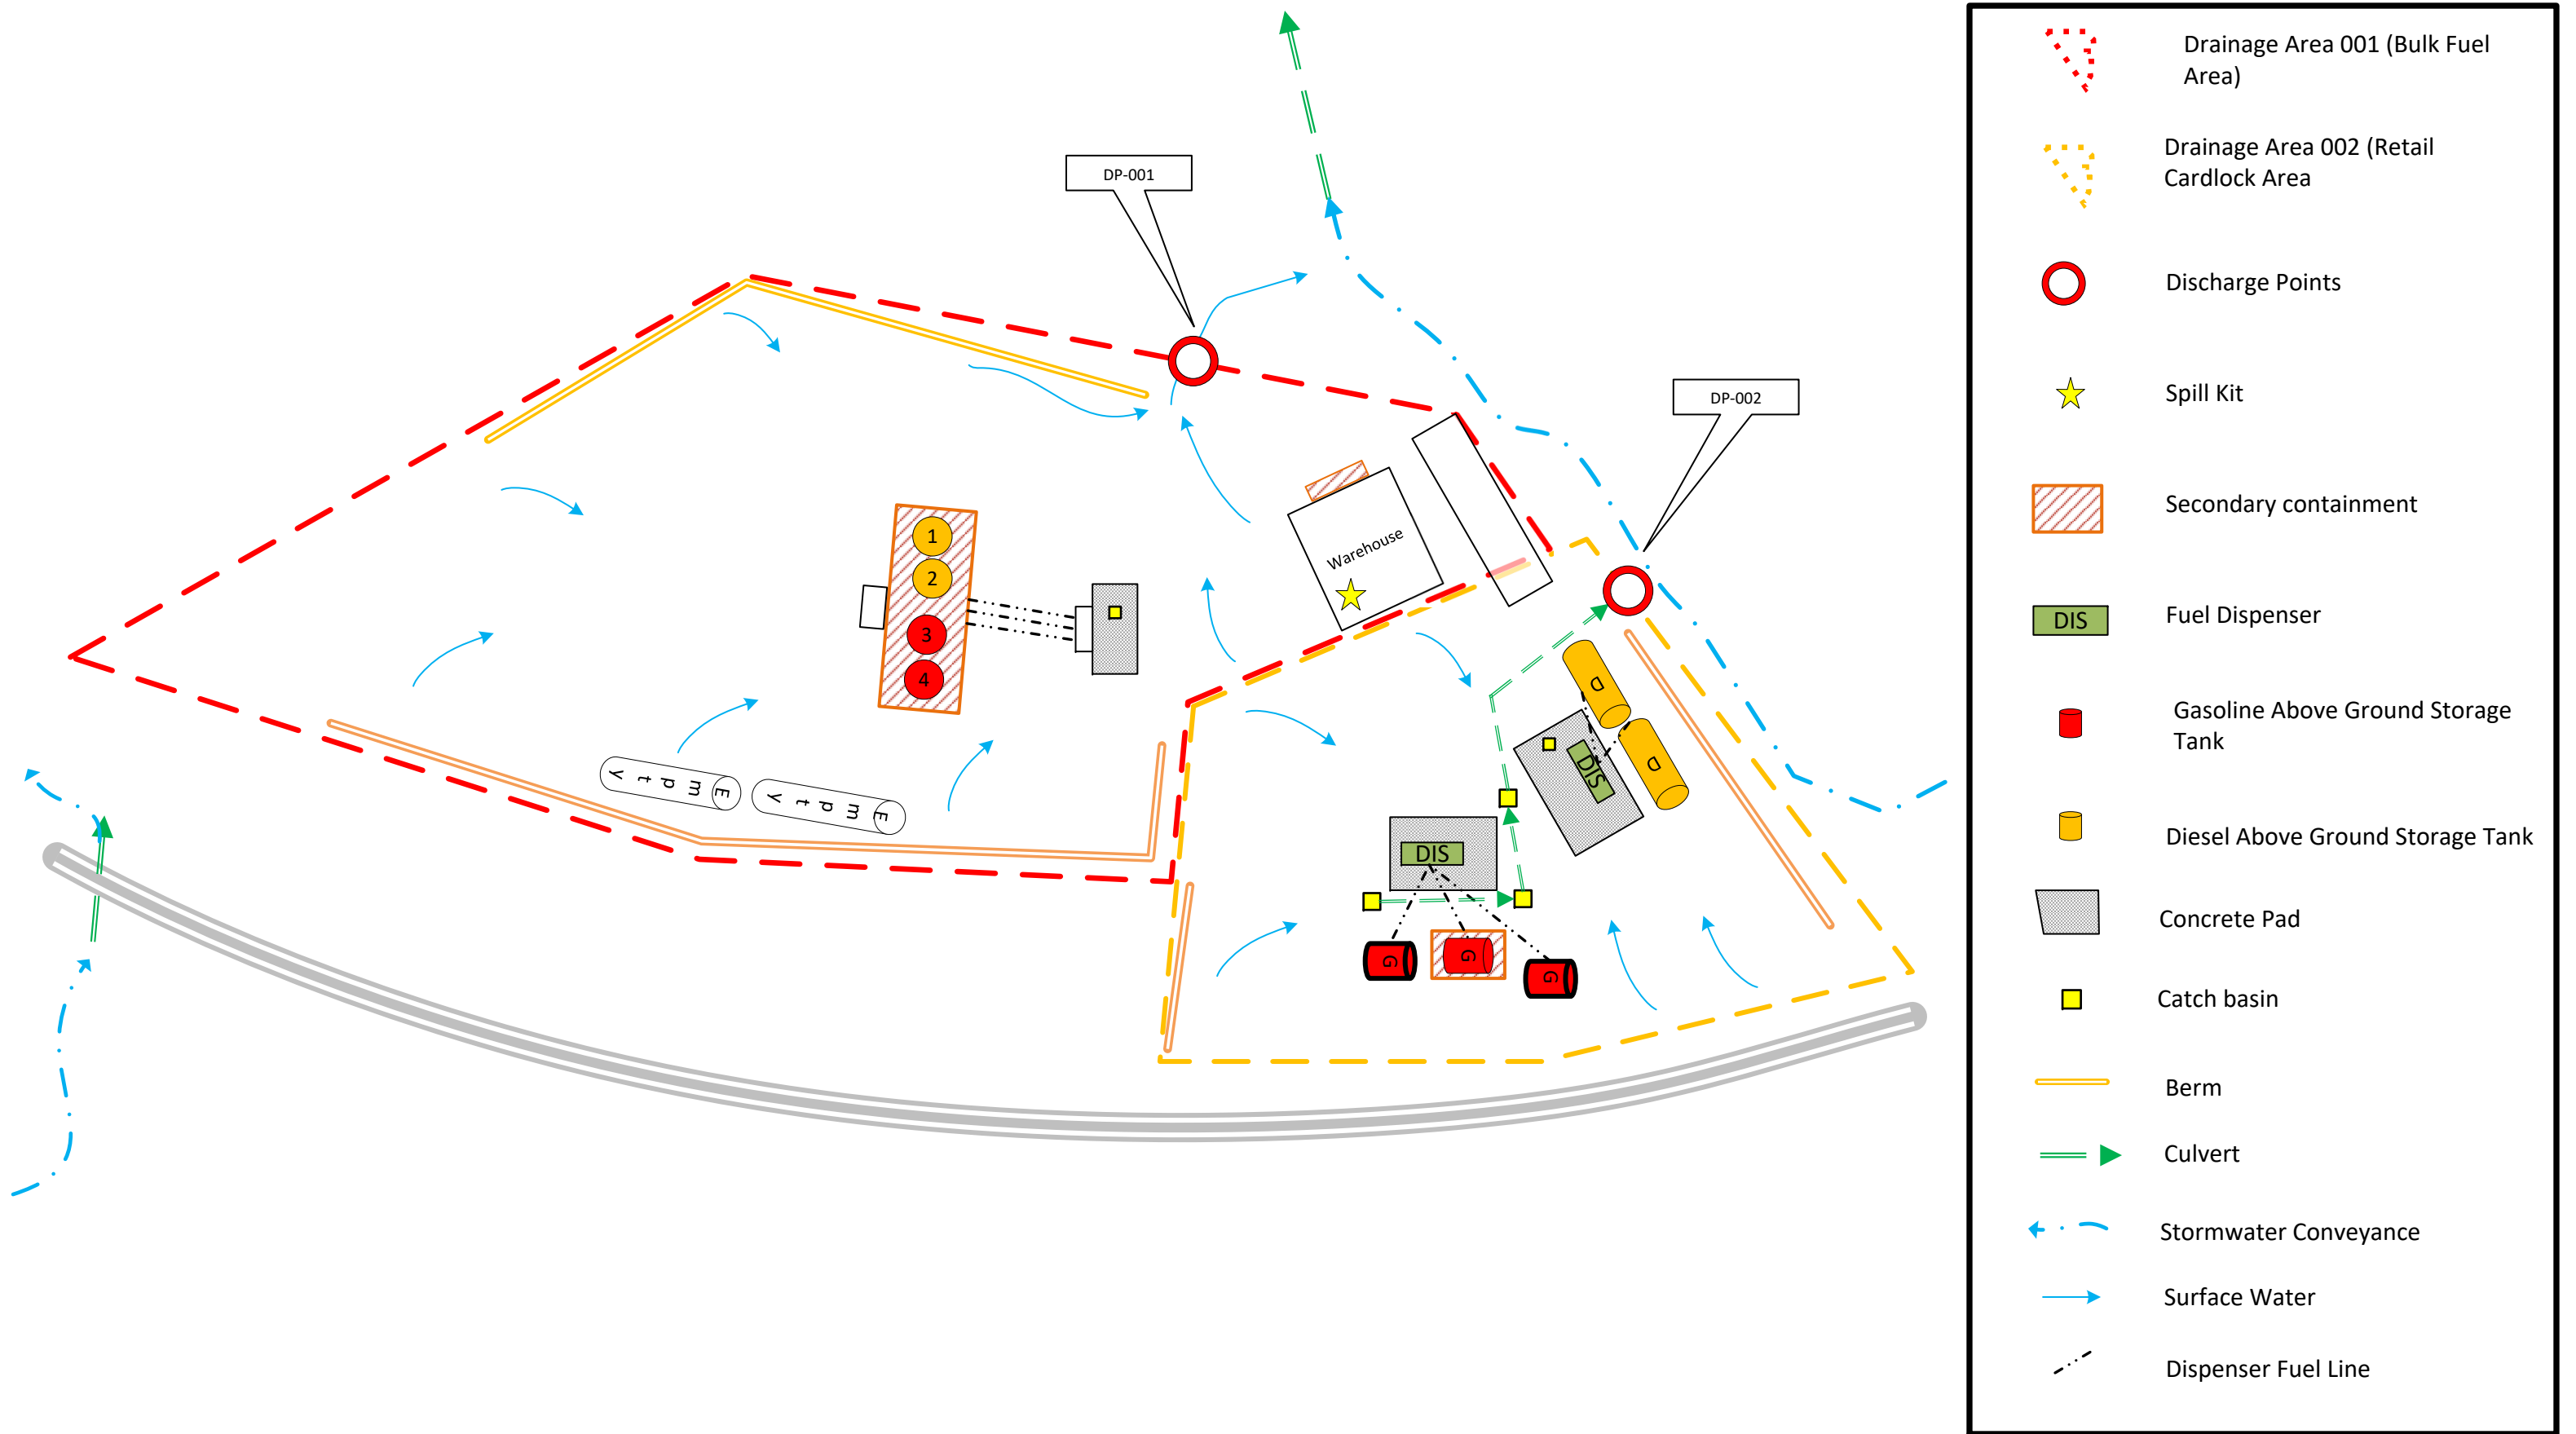 DP-001
DP-002
Warehouse
1
2
3
4
Empty
Empty
D
D
DIS
DIS
G
G
G
Drainage Area 001 (Bulk Fuel
Area)
Drainage Area 002 (Retail
Cardlock Area
Discharge Points
Spill Kit
Secondary containment
DIS
Fuel Dispenser
Gasoline Above Ground Storage
Tank
Diesel Above Ground Storage Tank
Concrete Pad
Catch basin
Berm
Culvert
Stormwater Conveyance
Surface Water
Dispenser Fuel Line